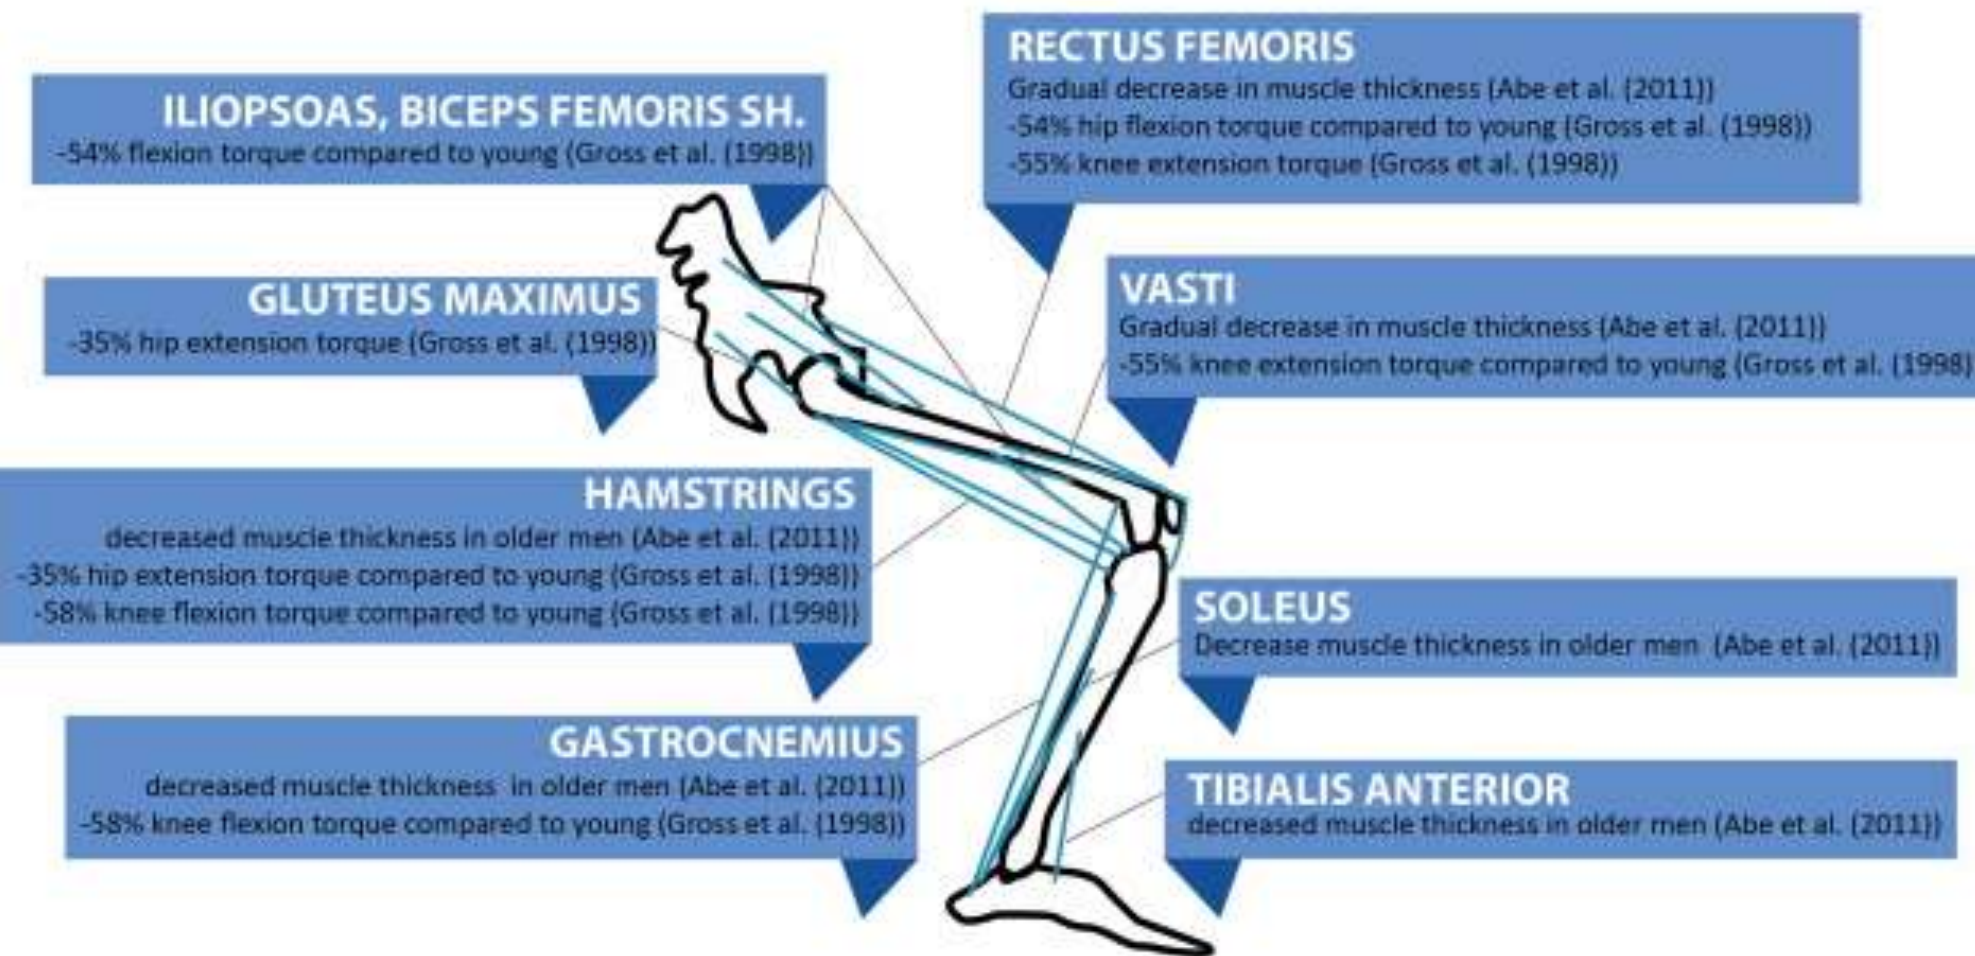 ILIOPSOAS, BICEPS FEMORIS SH.
-54% flexion torque compared to young (Gross et al. (1998))
RECTUS FEMORIS
Gradual decrease in muscle thickness (Abe et al. (2011))
-54% hip flexion torque compared to young (Gross et al. (1998))
-55% knee extension torque (Gross et al. (1998))
GLUTEUS MAXIMUS
-35% hip extension torque (Gross et al. (1998))
VASTI
Gradual decrease in muscle thickness (Abe et al. (2011))
-55% knee extension torque compared to young (Gross et al. (1998)
HAMSTRINGS
decreased muscle thickness in older men (Abe et al. (2011))
-35% hip extension torque compared to young (Gross et al. (1998))
-58% knee flexion torque compared to young (Gross et al. (1998))
SOLEUS
Decrease muscle thickness in older men (Abe et al. (2011))
GASTROCNEMIUS
decreased muscle thickness in older men (Abe et al. (2011))
-58% knee flexion torque compared to young (Gross et al. (1998))
TIBIALIS ANTERIOR
decreased muscle thickness in older men (Abe et al. (2011))